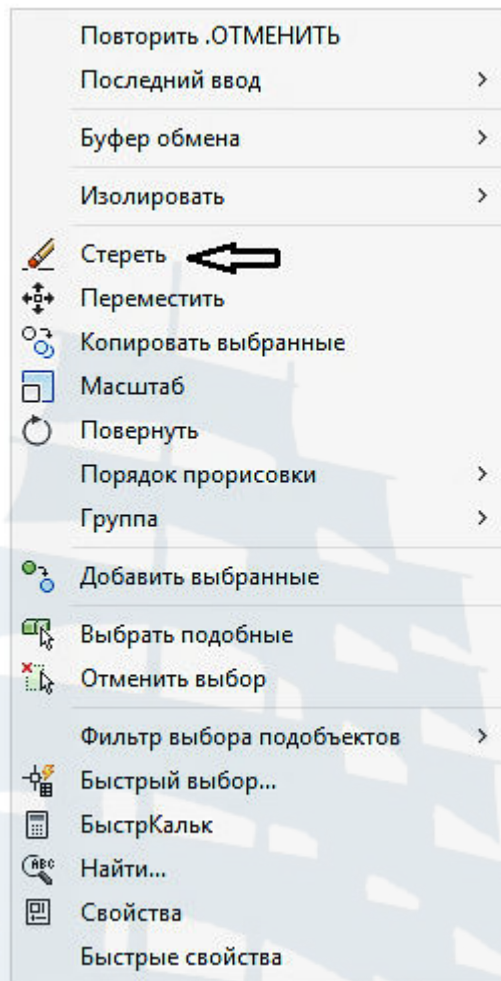 Повторить .ОТМЕНИТЬ
Последний ввод
Буфер обмена
Изолировать
Стереть
Переместить
Копировать выбранные
Масштаб
Повернуть
Порядок прорисовки
Группа
Добавить выбранные
Выбрать подобные
Отменить выбор
Фильтр выбора подобъектов
Быстрый выбор...
БыстрКальк
ABC
Найти...
Свойства
Быстрые свойства